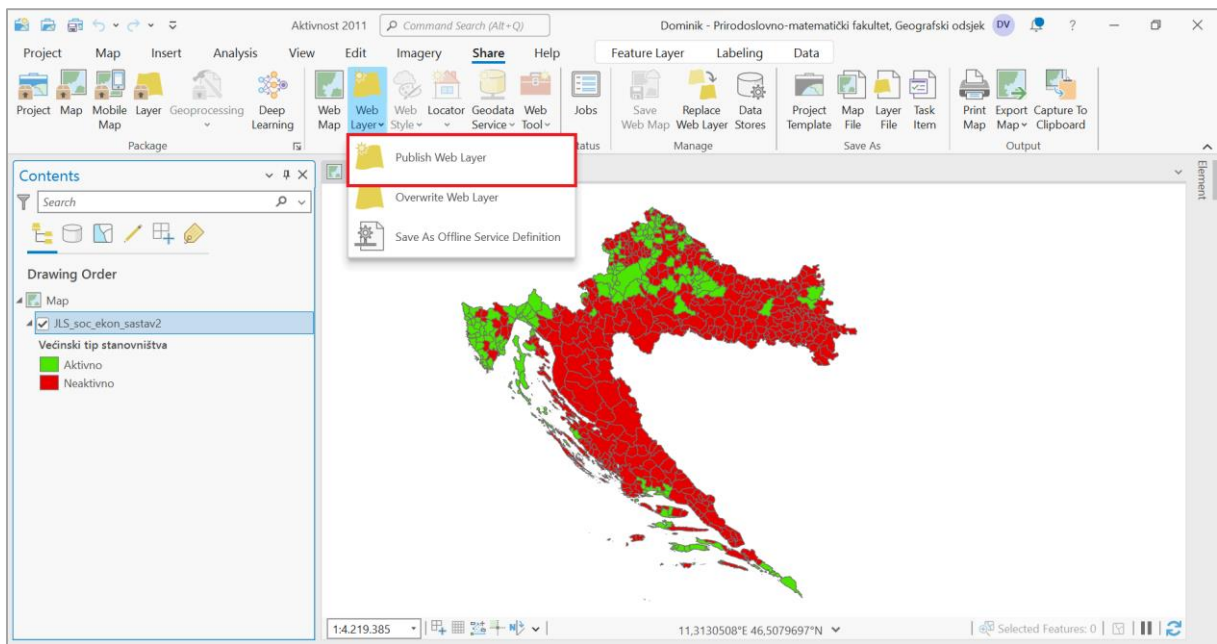 Aktivnost 2011
Command Search (Alt+Q)
Dominik - Prirodoslovno-matematički fakultet, Geografski odsjek
DV
?
Project Map Insert Analysis View Edit Imagery Share Help Feature Layer Labeling Data
Project Map Mobile Map Layer Geoprocessing Deep Learning
Web Map Web Layer Web Style Locator Geodata Service Web Tool
Jobs
Save Web Map Replace Web Layer Data Stores
Project Template Map File Layer File Task Item
Print Map Export Map Capture To Clipboard
Package
tatus
Manage
Save As
Output
Publish Web Layer
Overwrite Web Layer
Save As Offline Service Definition
Contents
Search
Drawing Order
Map
JLS_soc_ekon_sastav2
Većinski tip stanovništva
Aktivno
Neaktivno
Element
1:4.219.385
11,3130508°E 46,5079697°N
Selected Features: 0